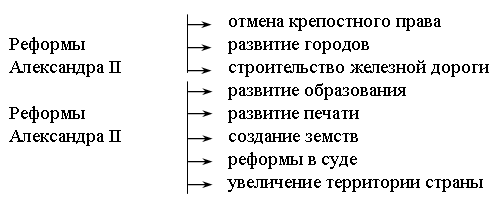 отмена крепостного права
Реформы развитие городов
Александра II строительство железной дороги
развитие образования
Реформы развитие печати
Александра II создание земств
реформы в суде
увеличение территории страны